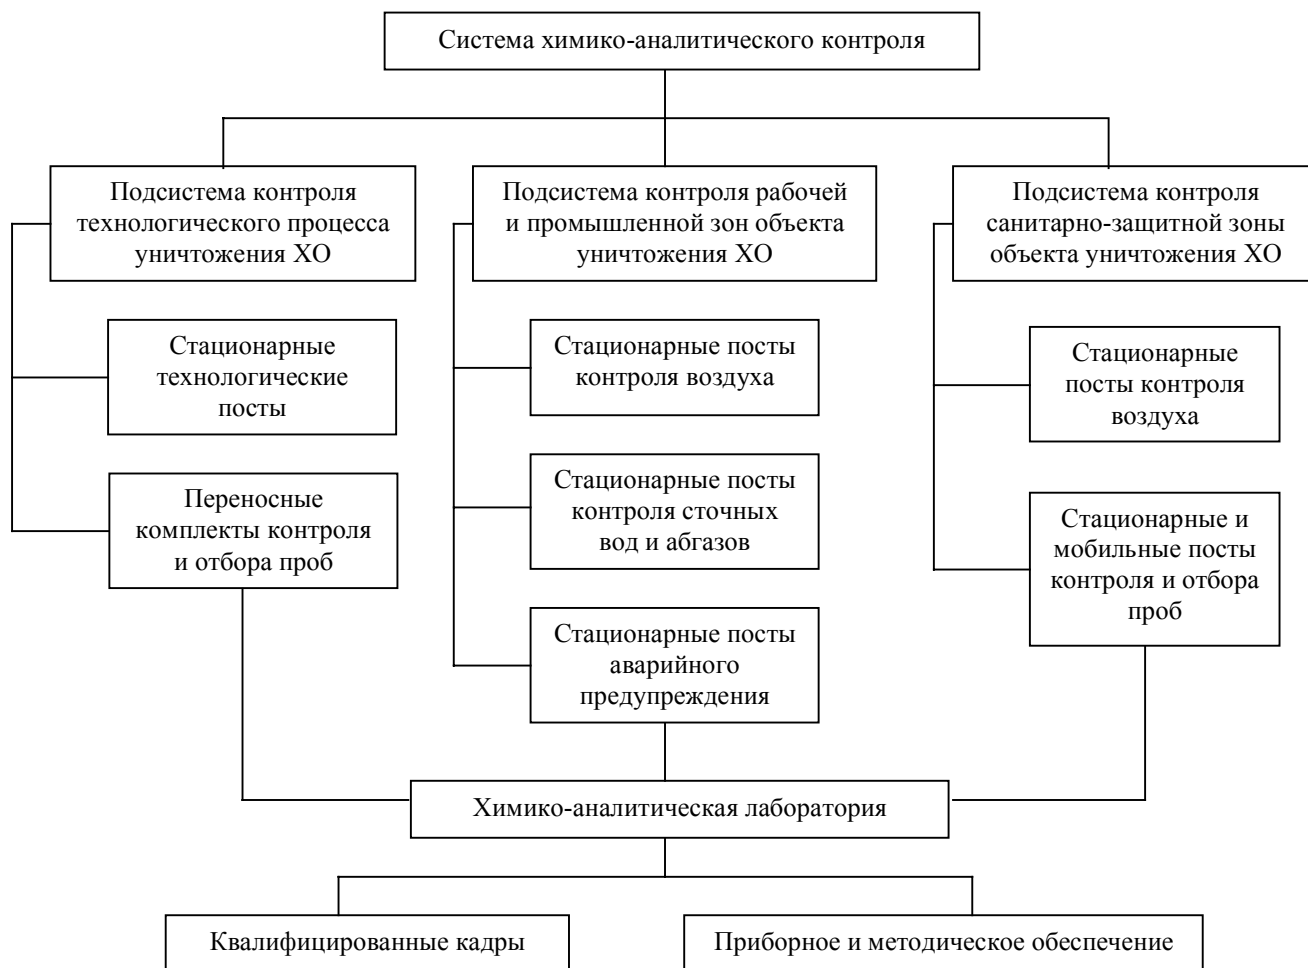 Система химико-аналитического контроля
Подсистема контроля
технологического процесса
уничтожения ХО
Подсистема контроля рабочей
и промышленной зон объекта
уничтожения ХО
Подсистема контроля
санитарно-защитной зоны
объекта уничтожения ХО
Стационарные
технологические
посты
Переносные
комплекты контроля
и отбора проб
Стационарные посты
контроля воздуха
Стационарные посты
контроля сточных
вод и абгазов
Стационарные посты
аварийного
предупреждения
Стационарные
посты контроля
воздуха
Стационарные и
мобильные посты
контроля и отбора
проб
Химико-аналитическая лаборатория
Квалифицированные кадры
Приборное и методическое обеспечение